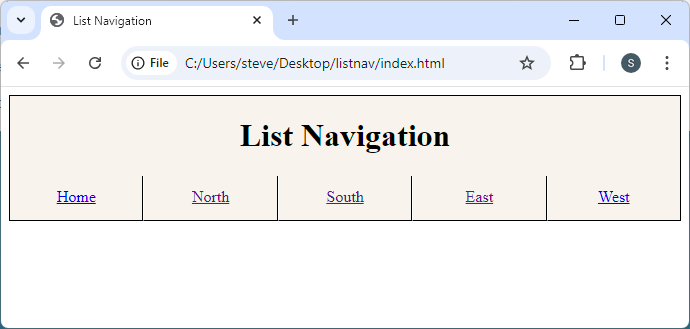 List Navigation
File C:/Users/steve/Desktop/listnav/index.html S
List Navigation
Home North South East West